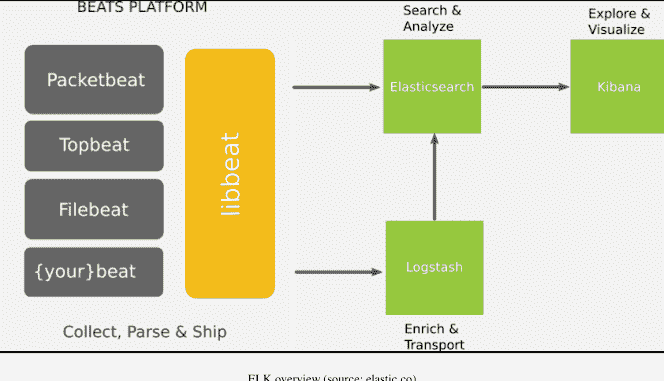 BEATS PLATFORM
Packetbeat
Topbeat
Filebeat
{your}beat
Collect, Parse & Ship
libbeat
Search &
Analyze
Elasticsearch
Logstash
Enrich &
Transport
Explore &
Visualize
Kibana
ELK overview (source: elastic.co)